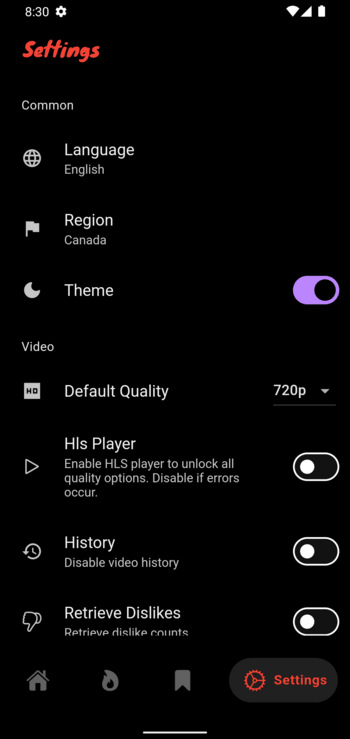 8:30
Settings
Common
Language
English
Region
Canada
Theme
Video
HD
Default Quality
720p
Hls Player
Enable HLS player to unlock all
quality options. Disable if errors
occur.
History
Disable video history
Retrieve Dislikes
Retrieve dislike counts
Settings